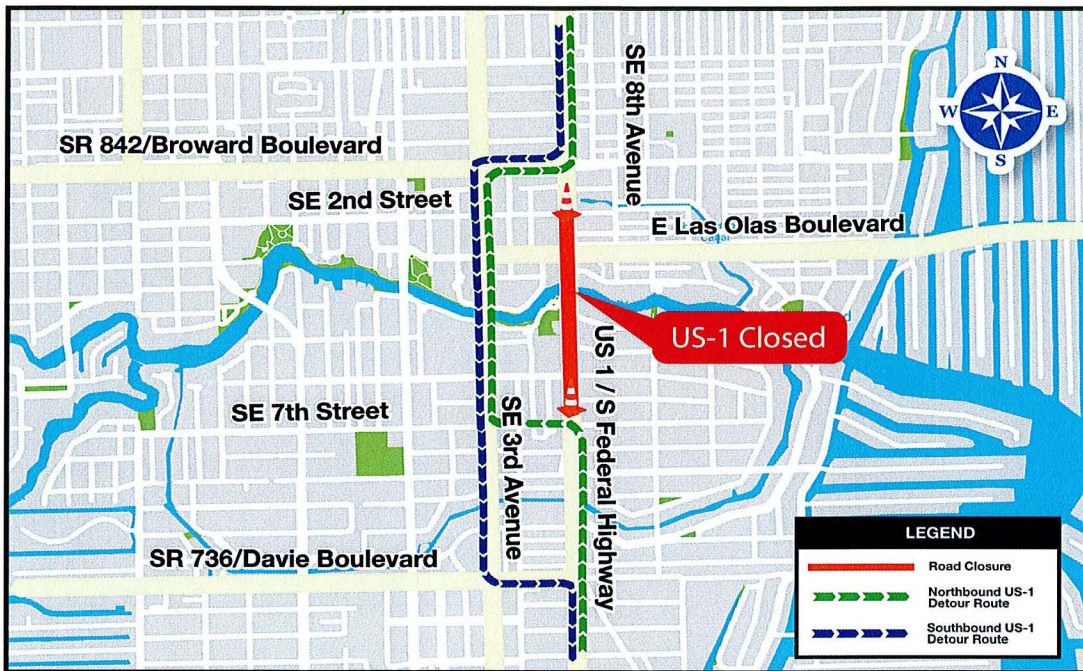 N
W
E
S
SE 8th Avenue
SR 842/Broward Boulevard
SE 2nd Street
E Las Olas Boulevard
US-1 Closed
US 1 / S Federal Highway
SE 7th Street
SE 3rd Avenue
SR 736/Davie Boulevard
LEGEND
Road Closure
Northbound US-1
Detour Route
Southbound US-1
Detour Route